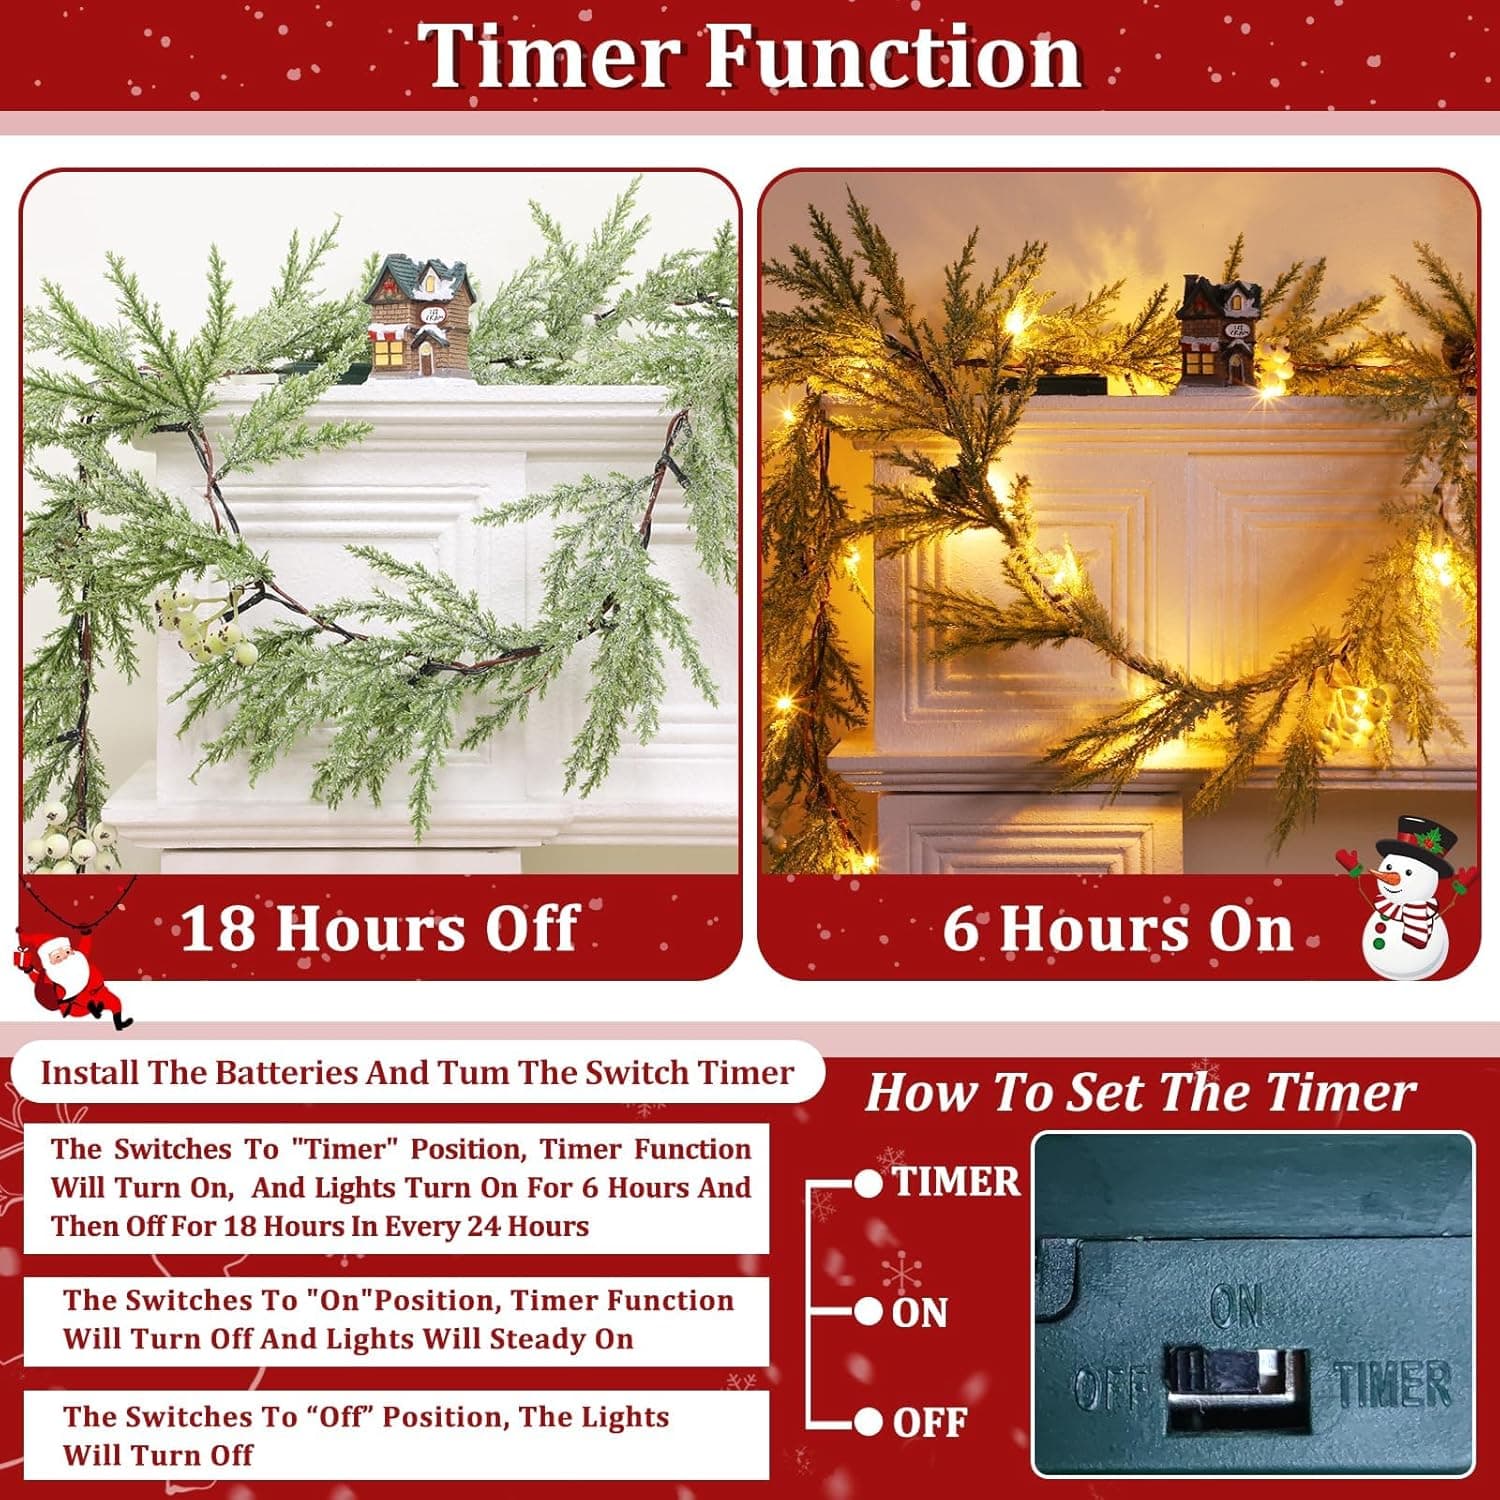 Timer Function
18 Hours Off
6 Hours On
Install The Batteries And Tum The Switch Timer
The Switches To "Timer" Position, Timer Function
Will Turn On, And Lights Turn On For 6 Hours And
Then Off For 18 Hours In Every 24 Hours
The Switches To "On"Position, Timer Function
Will Turn Off And Lights Will Steady On
The Switches To “Off” Position, The Lights
Will Turn Off
How To Set The Timer
TIMER
ON
OFF
ON
OFF TIMER